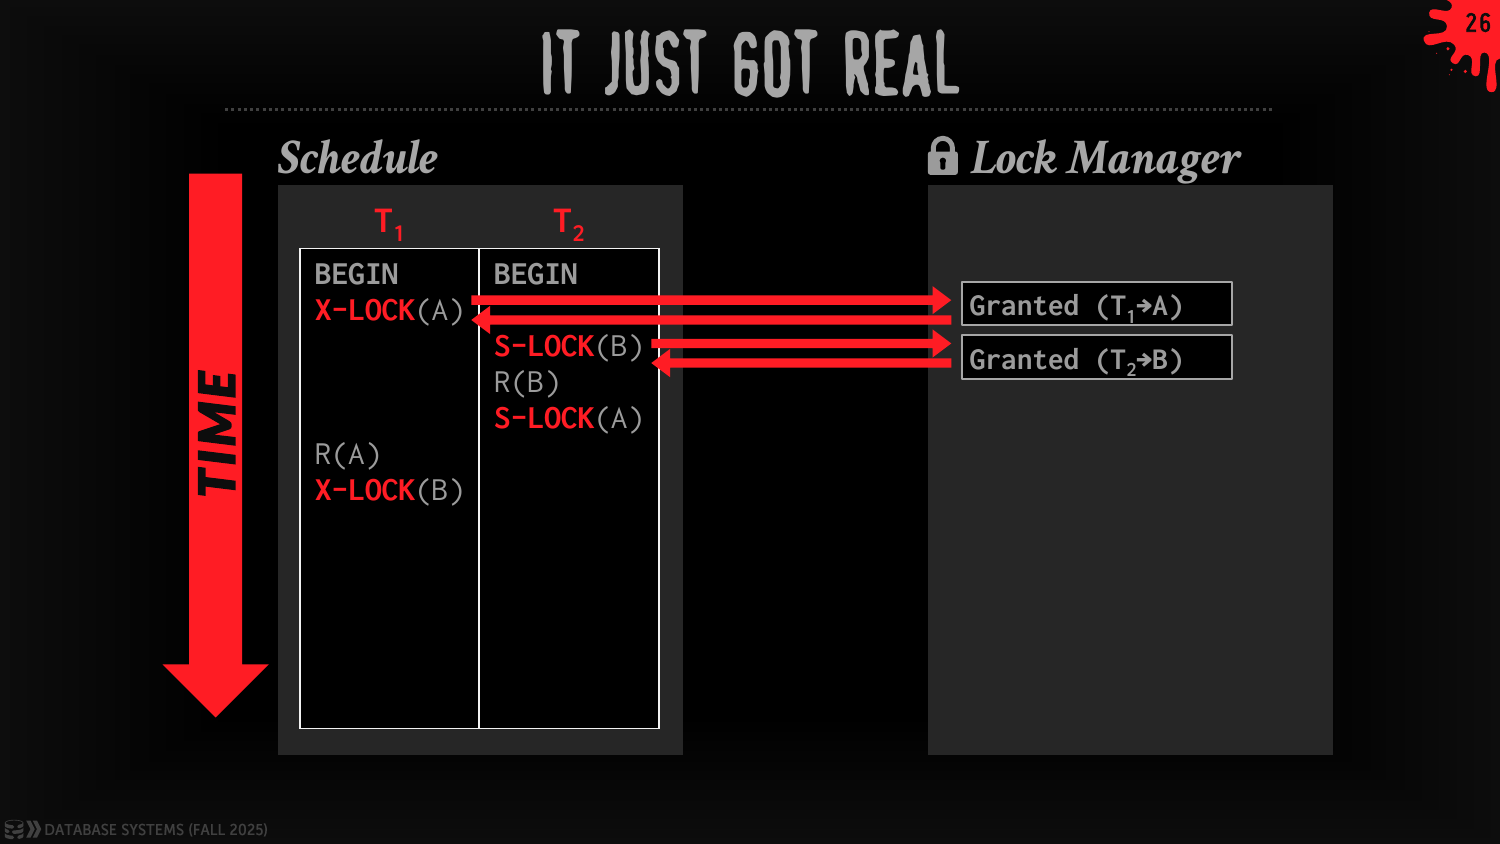 26
IT JUST GOT REAL
Schedule
Lock Manager
TIME
T1 T2
BEGIN BEGIN
X-LOCK(A)
Granted (T1→A)
S-LOCK(B)
Granted (T2→B)
R(B)
S-LOCK(A)
R(A)
X-LOCK(B)
DATABASE SYSTEMS (FALL 2025)